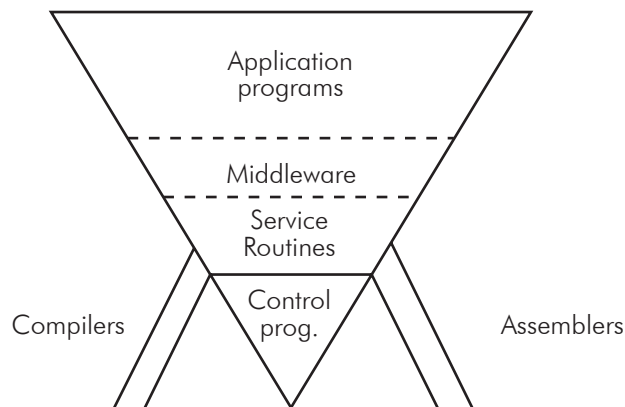 Application
programs
Middleware
Service
Routines
Control
prog.
Compilers
Assemblers